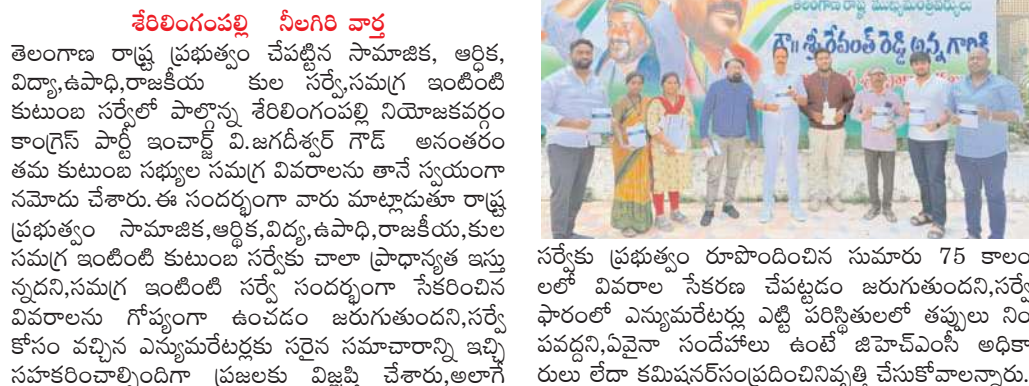 శేరిలింగంపల్లి నీలగిరి వార్త
తెలంగాణ రాష్ట్ర ప్రభుత్వం చేపట్టిన సామాజిక, ఆర్ధిక,
విద్యా,ఉపాధి,రాజకీయ కుల సర్వే,సమగ్ర ఇంటింటి
కుటుంబ సర్వేలో పాల్గొన్న శేరిలింగంపల్లి నియోజకవర్గం
కాంగ్రెస్ పార్టీ ఇంచార్జ్ వి.జగదీశ్వర్ గౌడ్ అనంతరం
తమ కుటుంబ సభ్యుల సమగ్ర వివరాలను తానే స్వయంగా
నమోదు చేశారు.ఈ సందర్భంగా వారు మాట్లాడుతూ రాష్ట్ర
ప్రభుత్వం సామాజిక,ఆర్థిక,విద్య,ఉపాధి,రాజకీయ,కుల
సమగ్ర ఇంటింటి కుటుంబ సర్వేకు చాలా ప్రాధాన్యత ఇస్తు
న్నదని,సమగ్ర ఇంటింటి సర్వే సందర్భంగా సేకరించిన
వివరాలను గోప్యంగా ఉంచడం జరుగుతుందని,సర్వే
కోసం వచ్చిన ఎన్యుమరేటర్లకు సరైన సమాచారాన్ని ఇచ్చి
సహకరించాల్సిందిగా ప్రజలకు విజ్ఞప్తి చేశారు,అలాగే
తెలంగాణ రాష్ట్ర ముఖ్యమంత్రివర్యులు
గౌ॥ శ్రీ రేవంత్ రెడ్డి అన్న గారికి
సర్వేకు ప్రభుత్వం రూపొందించిన సుమారు 75 కాలం
లలో వివరాల సేకరణ చేపట్టడం జరుగుతుందని,సర్వే
ఫారంలో ఎన్యుమరేటర్లు ఎట్టి పరిస్థితులలో తప్పులు నిం
పవద్దని,ఏవైనా సందేహాలు ఉంటే జిహెచ్ఎంసీ అధికా
రులు లేదా కమిషనర్‌సంప్రదించినివృత్తి చేసుకోవాలన్నారు.